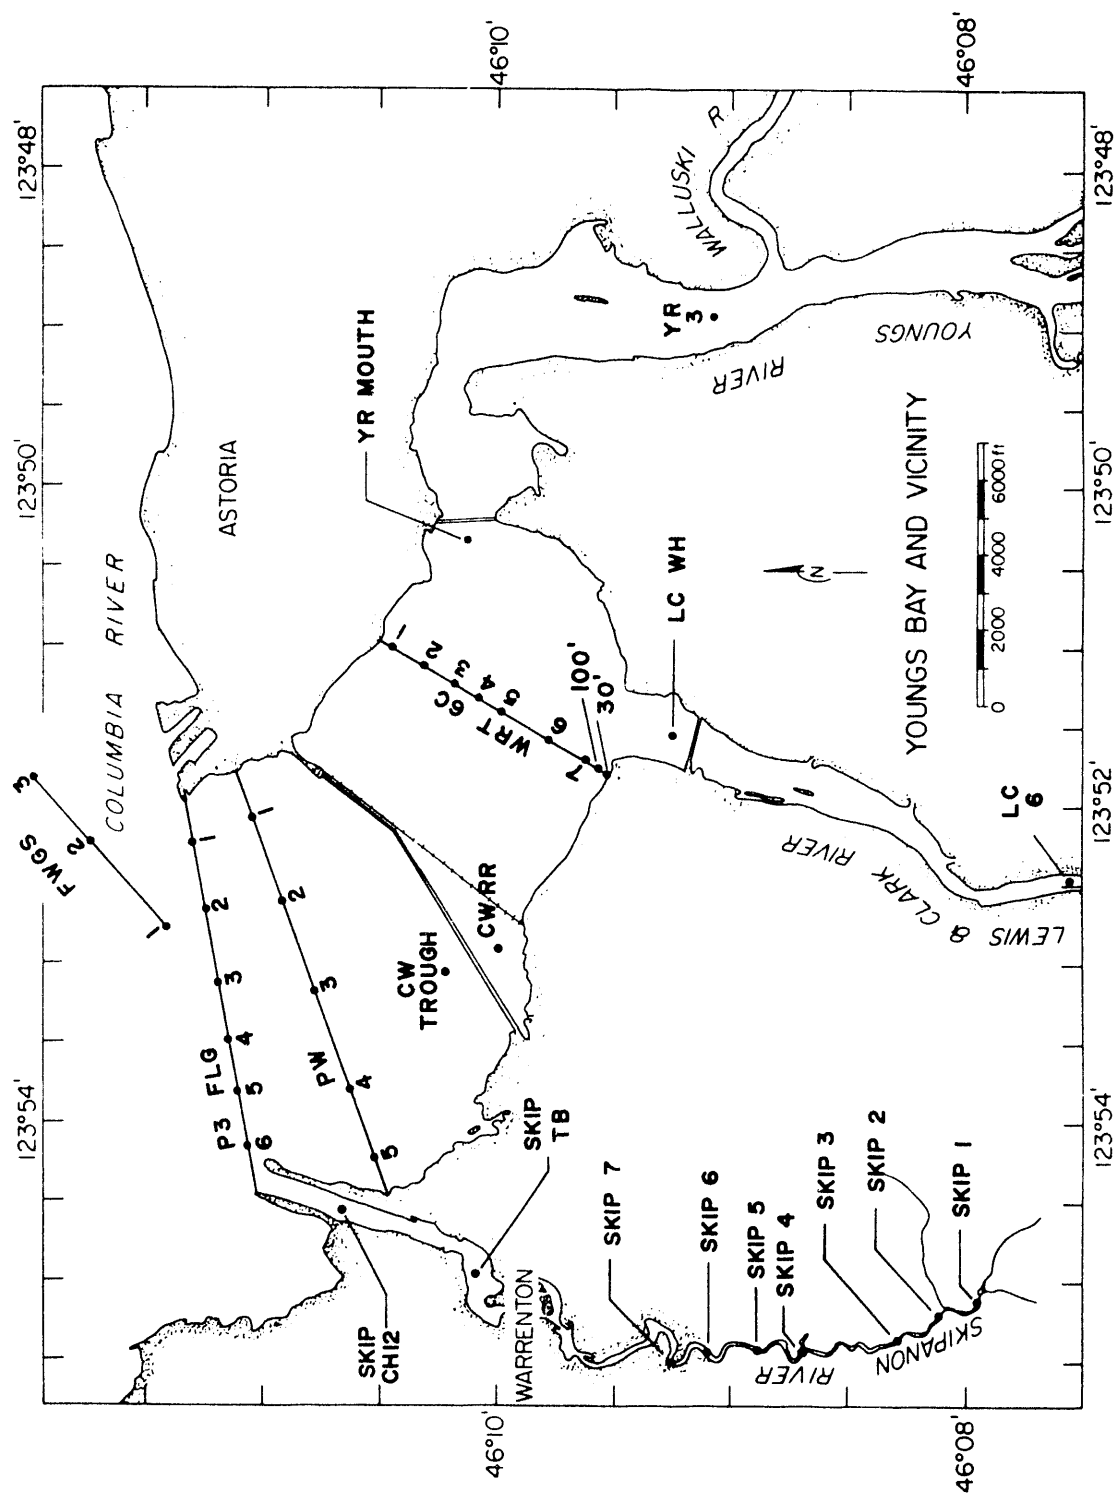 123°54'
123°52'
123°50'
123°48'
46°10'
46°08'
COLUMBIA RIVER
FWGS
1
2
3
P3 FLG
6
5
4
3
2
1
PW
5
4
3
2
1
ASTORIA
SKIP
CH12
SKIP
TB
WARRENTON
CW
TROUGH
CW RR
YR MOUTH
WRT 6C
1
2
3
4
5
6
7
100'
30'
LC WH
YR
3
WALLUSKI R
YOUNGS
RIVER
LEWIS & CLARK RIVER
LC
6
SKIP 7
SKIP 6
SKIP 5
SKIP 4
SKIP 3
SKIP 2
SKIP 1
SKIPANON
RIVER
N
YOUNGS BAY AND VICINITY
0 2000 4000 6000 ft
46°10'
46°08'
123°54'
123°52'
123°50'
123°48'